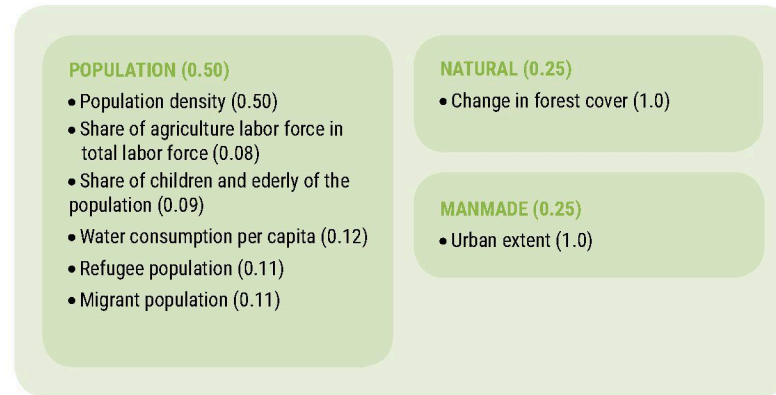 POPULATION (0.50)
• Population density (0.50)
• Share of agriculture labor force in
total labor force (0.08)
• Share of children and ederly of the
population (0.09)
• Water consumption per capita (0.12)
• Refugee population (0.11)
• Migrant population (0.11)
NATURAL (0.25)
• Change in forest cover (1.0)
MANMADE (0.25)
• Urban extent (1.0)